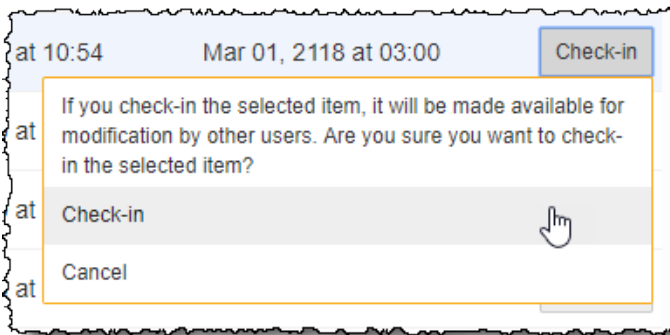 at 10:54 Mar 01, 2118 at 03:00 Check-in
If you check-in the selected item, it will be made available for
at modification by other users. Are you sure you want to check-
in the selected item?
at Check-in
Cancel
at